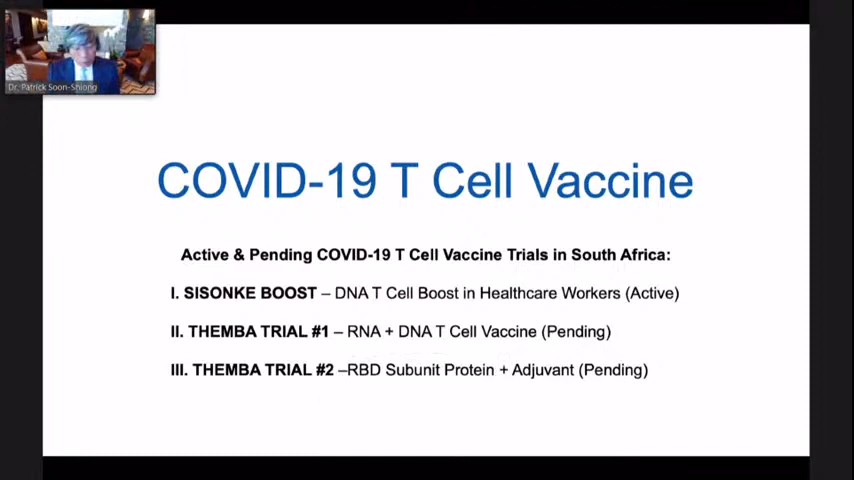 Dr. Patrick Soon-Shiong
COVID-19 T Cell Vaccine
Active & Pending COVID-19 T Cell Vaccine Trials in South Africa:
I. SISONKE BOOST – DNA T Cell Boost in Healthcare Workers (Active)
II. THEMBA TRIAL #1 – RNA + DNA T Cell Vaccine (Pending)
III. THEMBA TRIAL #2 –RBD Subunit Protein + Adjuvant (Pending)